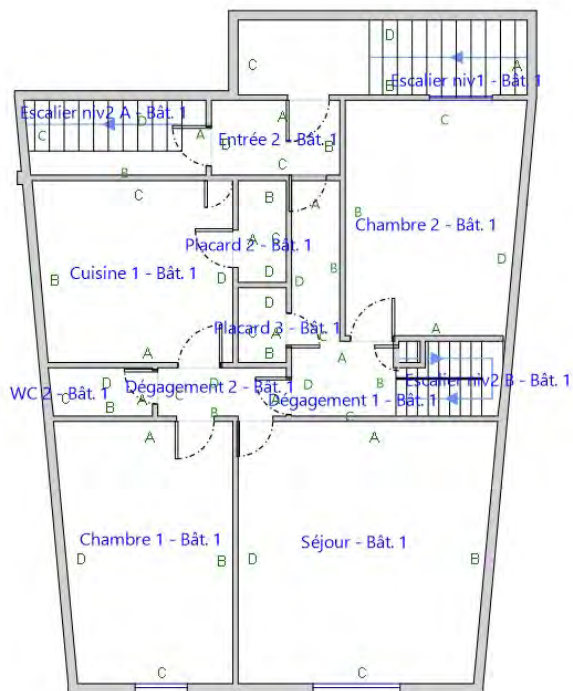 D
C
A
Escalier niv1 - Bât. 1
B
Escalier niv2 A - Bât. 1
D
C
A
Entrée 2 - Bât. 1
A
D
B
C
B
C
C
B
Chambre 2 - Bât. 1
D
A
C
B
A
Placard 2 - Bât. 1
A
C
D
B
Cuisine 1 - Bât. 1
D
A
B
D
D
Placard 3 - Bât. 1
C
A
B
C
A
A
WC 2 - Bât. 1
D
C
A
B
Dégagement 2 - Bât. 1
A
C
D
B
Dégagement 1 - Bât. 1
D
B
C
Escalier niv2 B - Bât. 1
A
Chambre 1 - Bât. 1
D
B
C
A
Séjour - Bât. 1
D
B
C